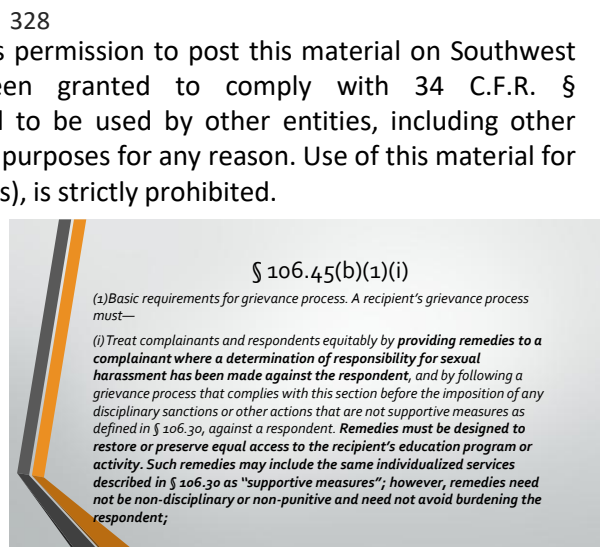 328
s permission to post this material on Southwest
een granted to comply with 34 C.F.R. §
d to be used by other entities, including other
purposes for any reason. Use of this material for
s), is strictly prohibited.
§ 106.45(b)(1)(i)
(1)Basic requirements for grievance process. A recipient's grievance process
must—
(i)Treat complainants and respondents equitably by providing remedies to a
complainant where a determination of responsibility for sexual
harassment has been made against the respondent, and by following a
grievance process that complies with this section before the imposition of any
disciplinary sanctions or other actions that are not supportive measures as
defined in § 106.30, against a respondent. Remedies must be designed to
restore or preserve equal access to the recipient's education program or
activity. Such remedies may include the same individualized services
described in § 106.30 as "supportive measures"; however, remedies need
not be non-disciplinary or non-punitive and need not avoid burdening the
respondent;